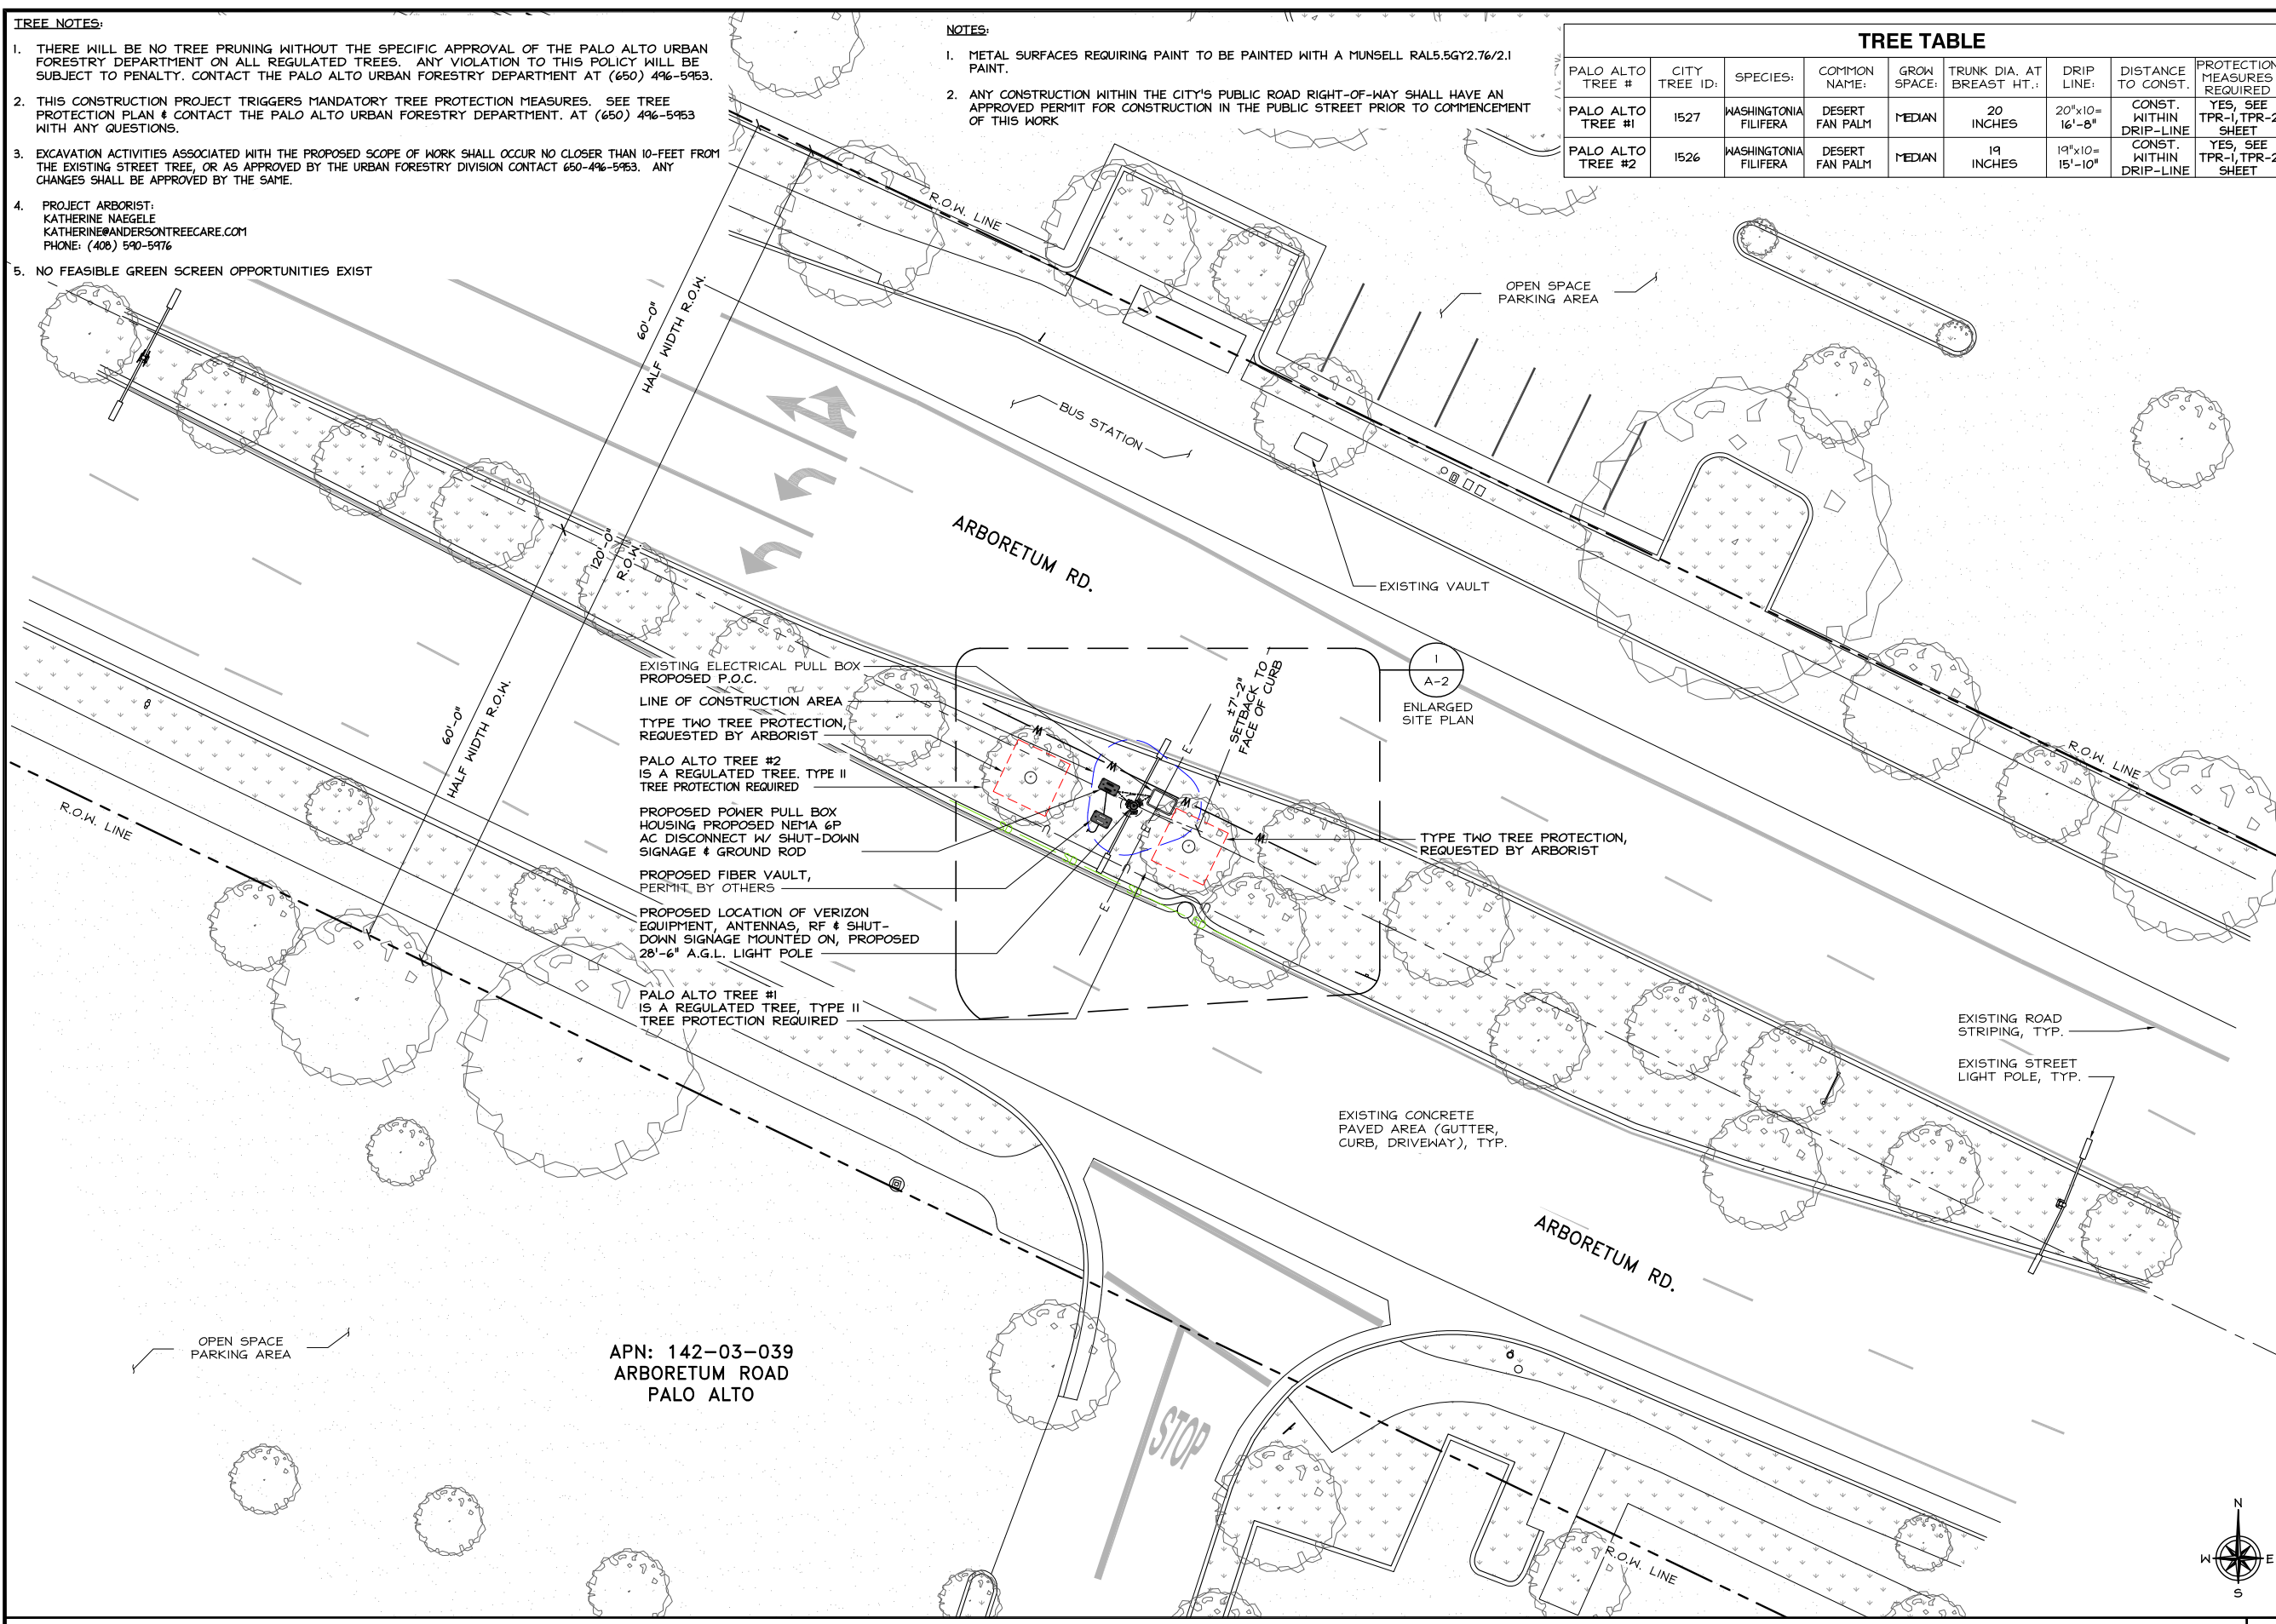 TREE NOTES:
1. THERE WILL BE NO TREE PRUNING WITHOUT THE SPECIFIC APPROVAL OF THE PALO ALTO URBAN
FORESTRY DEPARTMENT ON ALL REGULATED TREES. ANY VIOLATION TO THIS POLICY WILL BE
SUBJECT TO PENALTY. CONTACT THE PALO ALTO URBAN FORESTRY DEPARTMENT AT (650) 496-5953.
2. THIS CONSTRUCTION PROJECT TRIGGERS MANDATORY TREE PROTECTION MEASURES. SEE TREE
PROTECTION PLAN & CONTACT THE PALO ALTO URBAN FORESTRY DEPARTMENT. AT (650) 496-5953
WITH ANY QUESTIONS.
3. EXCAVATION ACTIVITIES ASSOCIATED WITH THE PROPOSED SCOPE OF WORK SHALL OCCUR NO CLOSER THAN 10-FEET FROM
THE EXISTING STREET TREE, OR AS APPROVED BY THE URBAN FORESTRY DIVISION CONTACT 650-496-5953. ANY
CHANGES SHALL BE APPROVED BY THE SAME.
4. PROJECT ARBORIST:
KATHERINE NAEGELE
KATHERINE@ANDERSONTREECARE.COM
PHONE: (408) 590-5976
5. NO FEASIBLE GREEN SCREEN OPPORTUNITIES EXIST
NOTES:
1. METAL SURFACES REQUIRING PAINT TO BE PAINTED WITH A MUNSELL RAL5.5GY2.76/2.1
PAINT.
2. ANY CONSTRUCTION WITHIN THE CITY'S PUBLIC ROAD RIGHT-OF-WAY SHALL HAVE AN
APPROVED PERMIT FOR CONSTRUCTION IN THE PUBLIC STREET PRIOR TO COMMENCEMENT
OF THIS WORK
TREE TABLE
PALO ALTO TREE # CITY TREE ID: SPECIES: COMMON NAME: GROW SPACE: TRUNK DIA. AT BREAST HT.: DRIP LINE: DISTANCE TO CONST. PROTECTION MEASURES REQUIRED
PALO ALTO TREE #1 1527 WASHINGTONIA FILIFERA DESERT FAN PALM MEDIAN 20 INCHES 20"x10= 16'-8" CONST. WITHIN DRIP-LINE YES, SEE TPR-1,TPR-2 SHEET
PALO ALTO TREE #2 1526 WASHINGTONIA FILIFERA DESERT FAN PALM MEDIAN 19 INCHES 19"x10= 15'-10" CONST. WITHIN DRIP-LINE YES, SEE TPR-1,TPR-2 SHEET
R.O.W. LINE
OPEN SPACE
PARKING AREA
60'-0"
HALF WIDTH R.O.W.
BUS STATION
ARBORETUM RD.
120'-0"
R.O.W.
EXISTING VAULT
60'-0"
HALF WIDTH R.O.W.
R.O.W. LINE
EXISTING ELECTRICAL PULL BOX
PROPOSED P.O.C.
LINE OF CONSTRUCTION AREA
TYPE TWO TREE PROTECTION,
REQUESTED BY ARBORIST
PALO ALTO TREE #2
IS A REGULATED TREE. TYPE II
TREE PROTECTION REQUIRED
PROPOSED POWER PULL BOX
HOUSING PROPOSED NEMA 6P
AC DISCONNECT W/ SHUT-DOWN
SIGNAGE & GROUND ROD
PROPOSED FIBER VAULT,
PERMIT BY OTHERS
PROPOSED LOCATION OF VERIZON
EQUIPMENT, ANTENNAS, RF & SHUT-
DOWN SIGNAGE MOUNTED ON, PROPOSED
28'-6" A.G.L. LIGHT POLE
PALO ALTO TREE #1
IS A REGULATED TREE, TYPE II
TREE PROTECTION REQUIRED
±7'-2"
SETBACK TO
FACE OF CURB
W
W
W
W
E
E
E
1
A-2
ENLARGED
SITE PLAN
TYPE TWO TREE PROTECTION,
REQUESTED BY ARBORIST
R.O.W. LINE
EXISTING ROAD
STRIPING, TYP.
EXISTING STREET
LIGHT POLE, TYP.
EXISTING CONCRETE
PAVED AREA (GUTTER,
CURB, DRIVEWAY), TYP.
ARBORETUM RD.
OPEN SPACE
PARKING AREA
APN: 142-03-039
ARBORETUM ROAD
PALO ALTO
STOP
R.O.W. LINE
N
W E
S